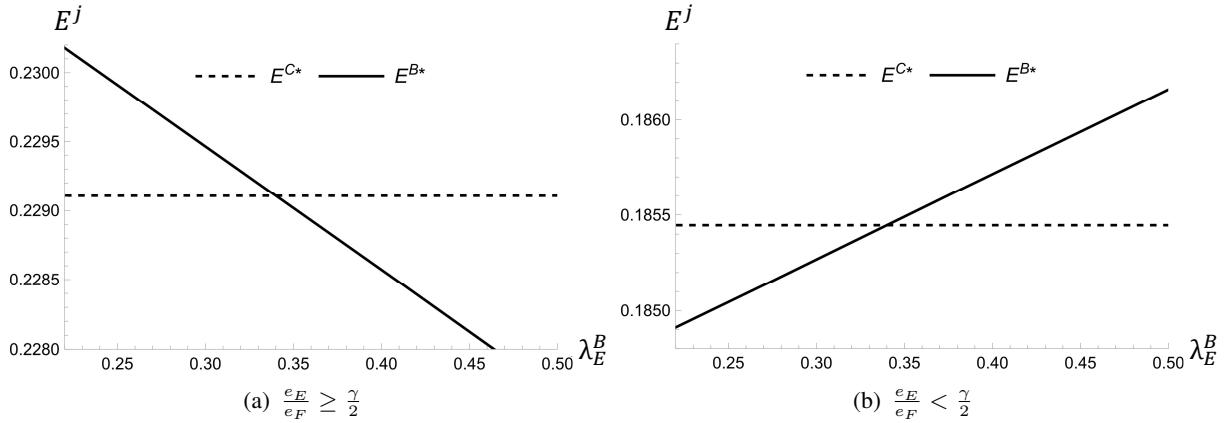 E^j
0.2300
0.2295
0.2290
0.2285
0.2280
0.25 0.30 0.35 0.40 0.45 0.50
λ_E^B
E^{C*} E^{B*}
(a) e_E/e_F ≥ γ/2
E^j
0.1860
0.1855
0.1850
0.25 0.30 0.35 0.40 0.45 0.50
λ_E^B
E^{C*} E^{B*}
(b) e_E/e_F < γ/2